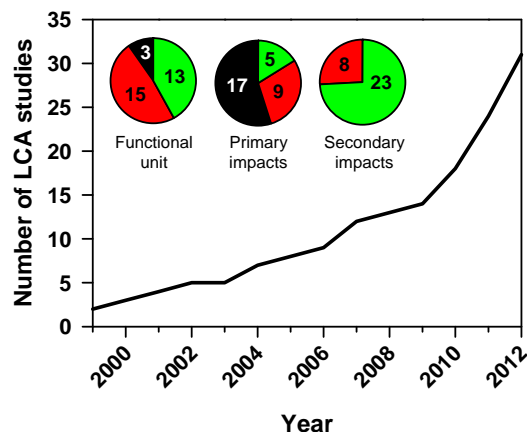 35
30
25
20
15
10
5
0
Number of LCA studies
3
13
15
5
17
9
8
23
Functional
unit
Primary
impacts
Secondary
impacts
2000
2002
2004
2006
2008
2010
2012
Year